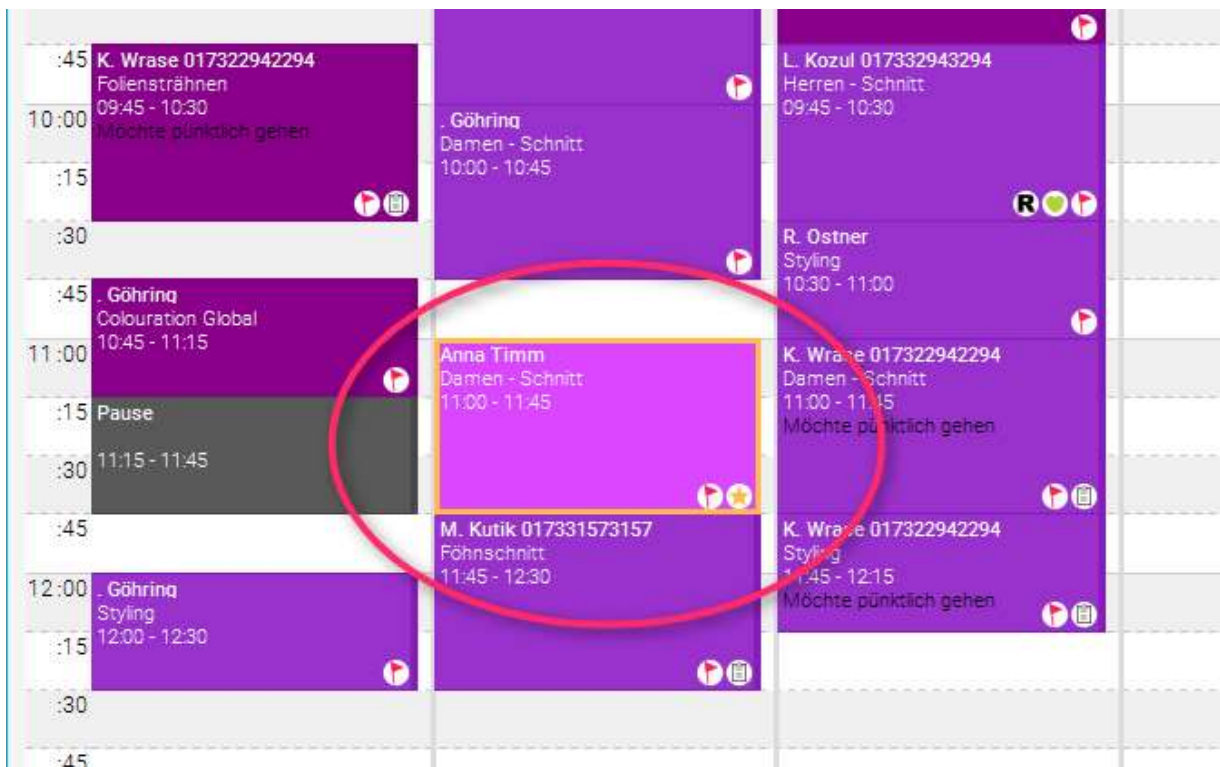 :45
10:00
:15
:30
:45
11:00
:15
:30
:45
12:00
:15
:30
:45
K. Wrase 017322942294
Foliensträhnen
09:45 - 10:30
Möchte pünktlich gehen
. Göhring
Colouration Global
10:45 - 11:15
Pause
11:15 - 11:45
. Göhring
Styling
12:00 - 12:30
. Göhring
Damen - Schnitt
10:00 - 10:45
Anna Timm
Damen - Schnitt
11:00 - 11:45
M. Kutik 017331573157
Föhnschnitt
11:45 - 12:30
L. Kozul 017332943294
Herren - Schnitt
09:45 - 10:30
R
R. Ostner
Styling
10:30 - 11:00
K. Wrase 017322942294
Damen - Schnitt
11:00 - 11:45
Möchte pünktlich gehen
K. Wrase 017322942294
Styling
11:45 - 12:15
Möchte pünktlich gehen